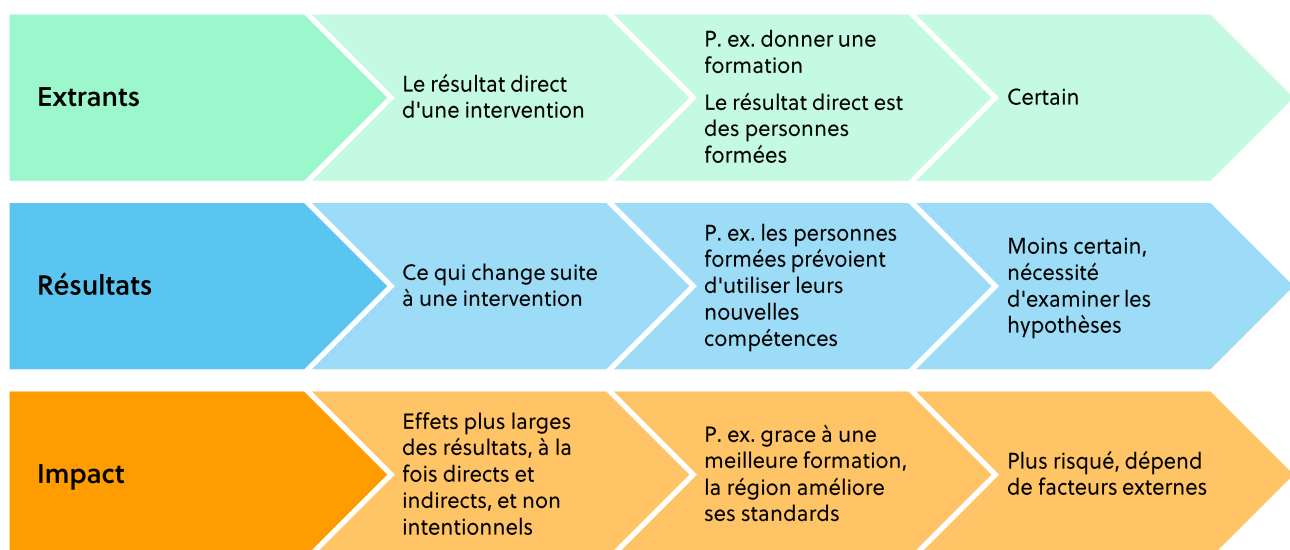 Extrants
Le résultat direct
d'une intervention
P. ex. donner une
formation
Le résultat direct est
des personnes
formées
Certain
Résultats
Ce qui change suite
à une intervention
P. ex. les personnes
formées prévoient
d'utiliser leurs
nouvelles
compétences
Moins certain,
nécessité
d'examiner les
hypothèses
Impact
Effets plus larges
des résultats, à la
fois directs et
indirects, et non
intentionnels
P. ex. grace à une
meilleure formation,
la région améliore
ses standards
Plus risqué, dépend
de facteurs externes